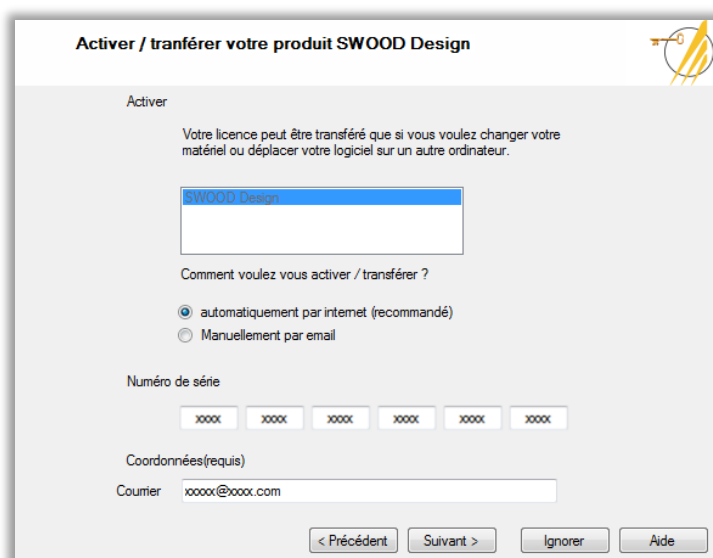 Activer / tranférer votre produit SWOOD Design
Activer
Votre licence peut être transféré que si vous voulez changer votre
matériel ou déplacer votre logiciel sur un autre ordinateur.
SWOOD Design
Comment voulez vous activer / transférer ?
automatiquement par internet (recommandé)
Manuellement par email
Numéro de série
xxxx xxxx xxxx xxxx xxxx xxxx
Coordonnées(requis)
Courrier xxxxx@xxxx.com
< Précédent Suivant > Ignorer Aide